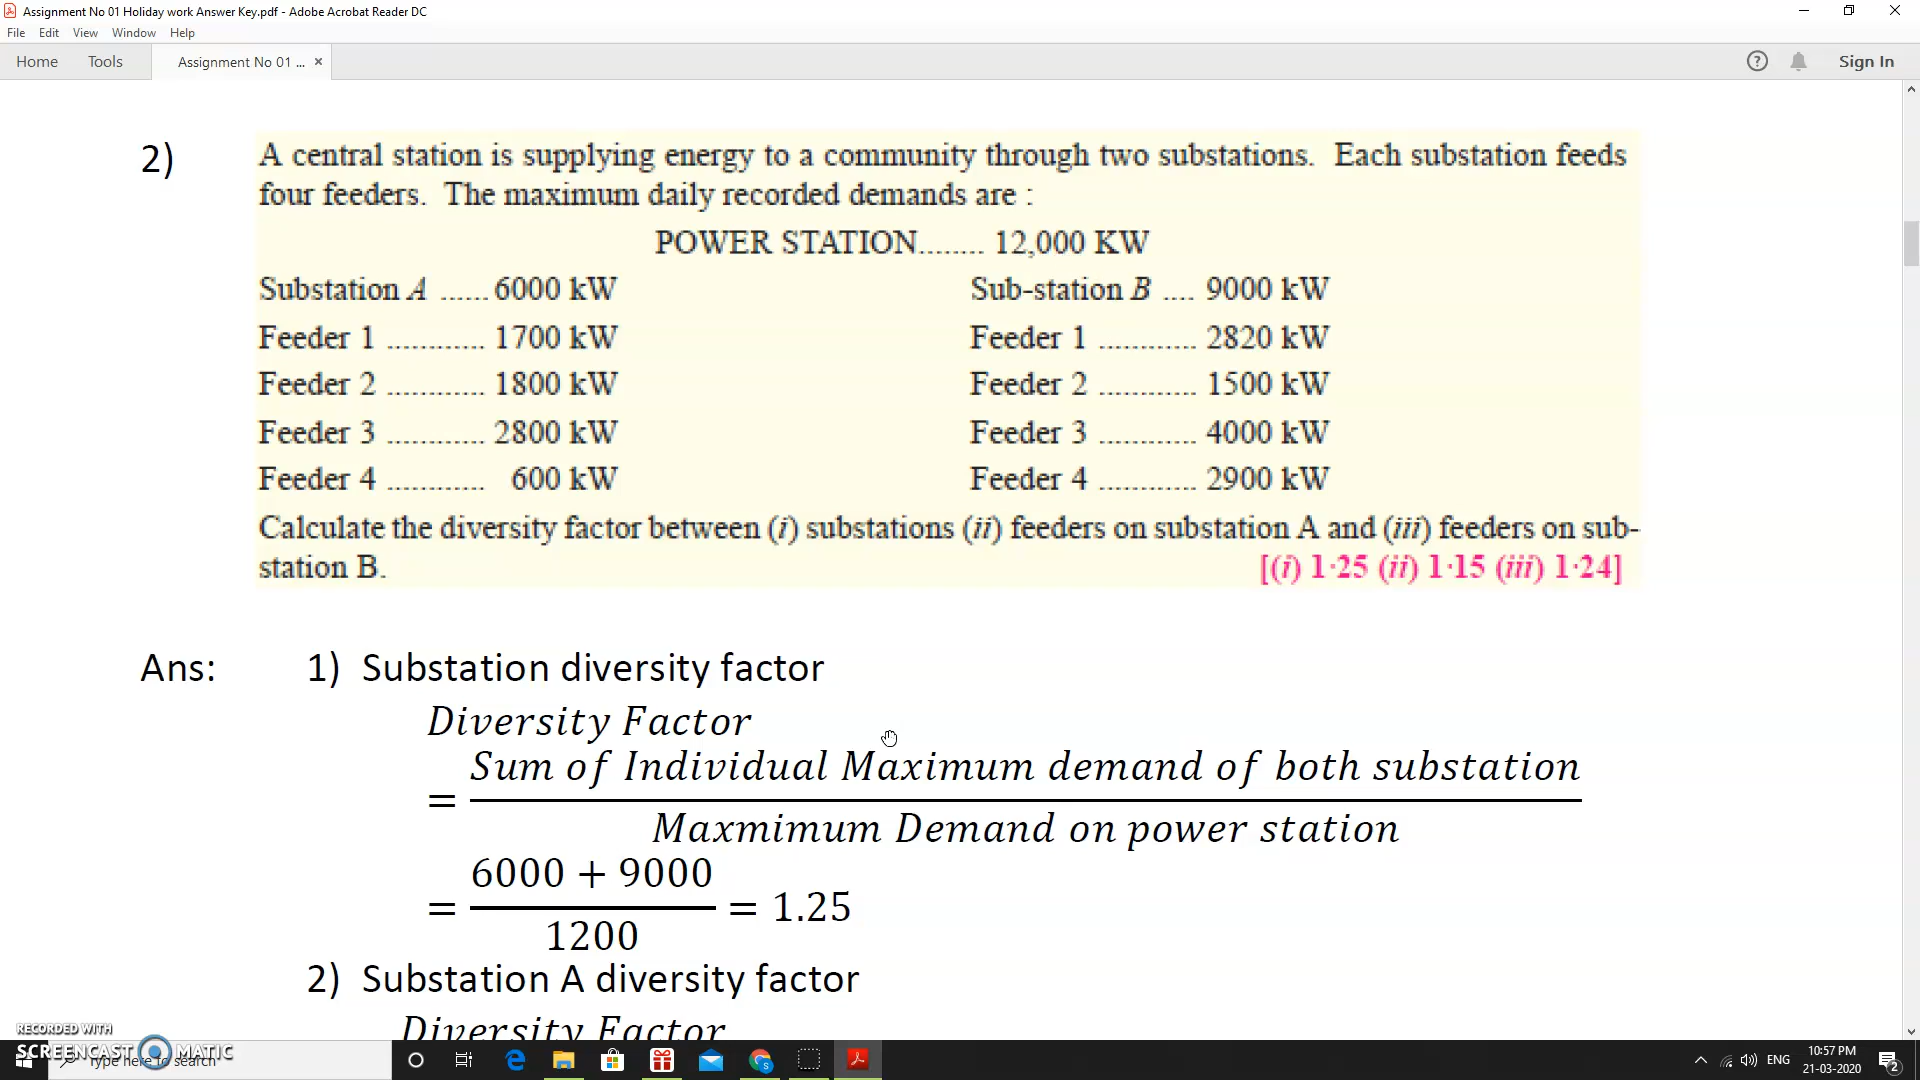 Assignment No 01 Holiday work Answer Key.pdf - Adobe Acrobat Reader DC
File Edit View Window Help
Home Tools Assignment No 01 ... × Sign In
2) A central station is supplying energy to a community through two substations. Each substation feeds
four feeders. The maximum daily recorded demands are :
POWER STATION........ 12,000 KW
Substation A ...... 6000 kW Sub-station B .... 9000 kW
Feeder 1 ............ 1700 kW Feeder 1 ............ 2820 kW
Feeder 2 ............ 1800 kW Feeder 2 ............ 1500 kW
Feeder 3 ............ 2800 kW Feeder 3 ............ 4000 kW
Feeder 4 ............ 600 kW Feeder 4 ............ 2900 kW
Calculate the diversity factor between (i) substations (ii) feeders on substation A and (iii) feeders on sub-
station B. [(i) 1·25 (ii) 1·15 (iii) 1·24]
Ans: 1) Substation diversity factor
Diversity Factor
Sum of Individual Maximum demand of both substation
=
Maxmimum Demand on power station
6000 + 9000
= = 1.25
1200
2) Substation A diversity factor
Diversity Factor
RECORDED WITH
SCREENCAST MATIC
Type here to search
ENG
10:57 PM
21-03-2020
2